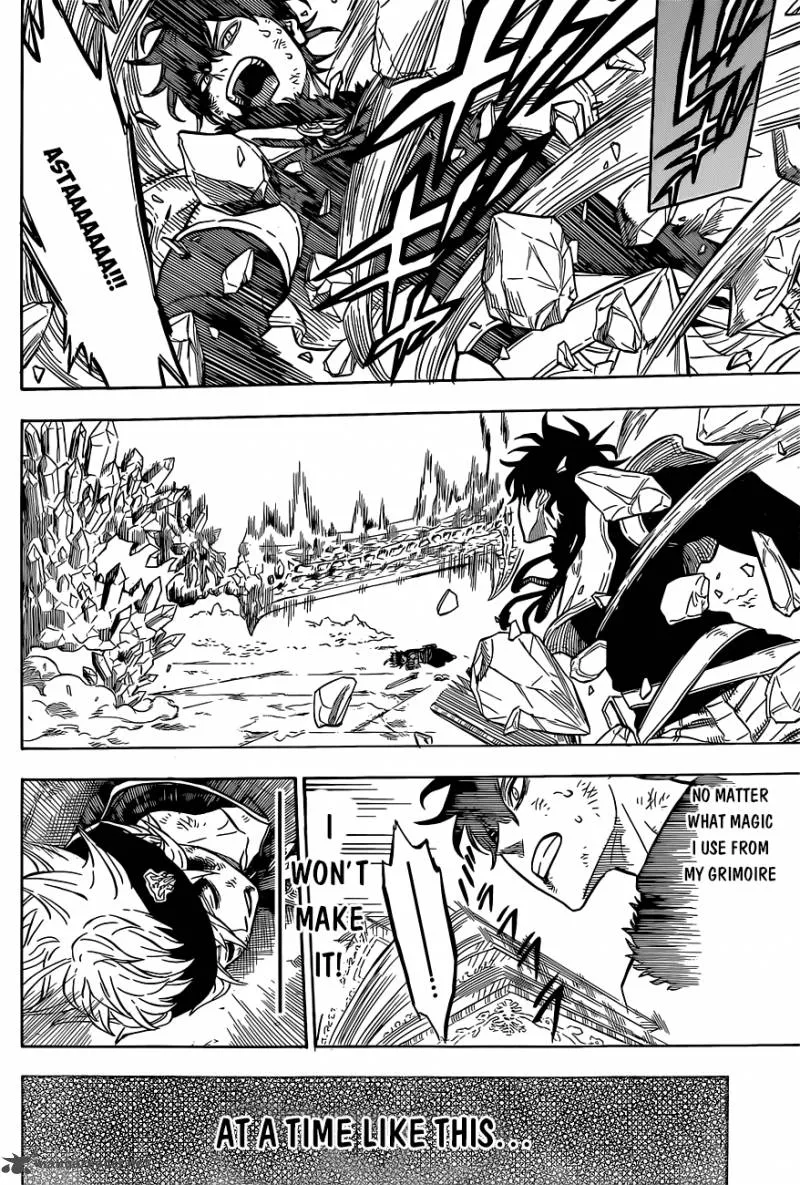 ASTAAAAAAA!!!
NO MATTER
WHAT MAGIC
I USE FROM
MY GRIMOIRE
!!
...
I
WON'T
MAKE
IT!
AT A TIME LIKE THIS...